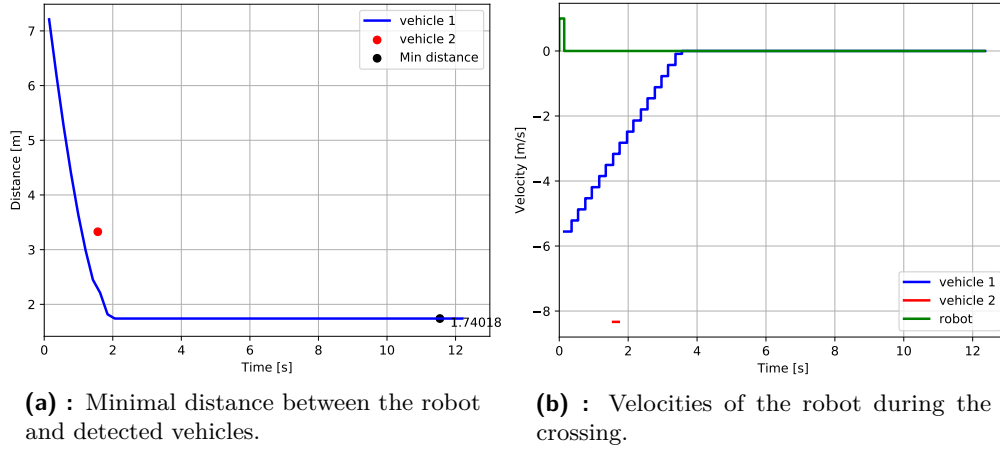 7
6
5
4
3
2
0
2
4
6
8
10
12
Distance [m]
Time [s]
vehicle 1
vehicle 2
Min distance
1.74018
0
−2
−4
−6
−8
0
2
4
6
8
10
12
Velocity [m/s]
Time [s]
vehicle 1
vehicle 2
robot
(a) : Minimal distance between the robot
and detected vehicles.
(b) : Velocities of the robot during the
crossing.